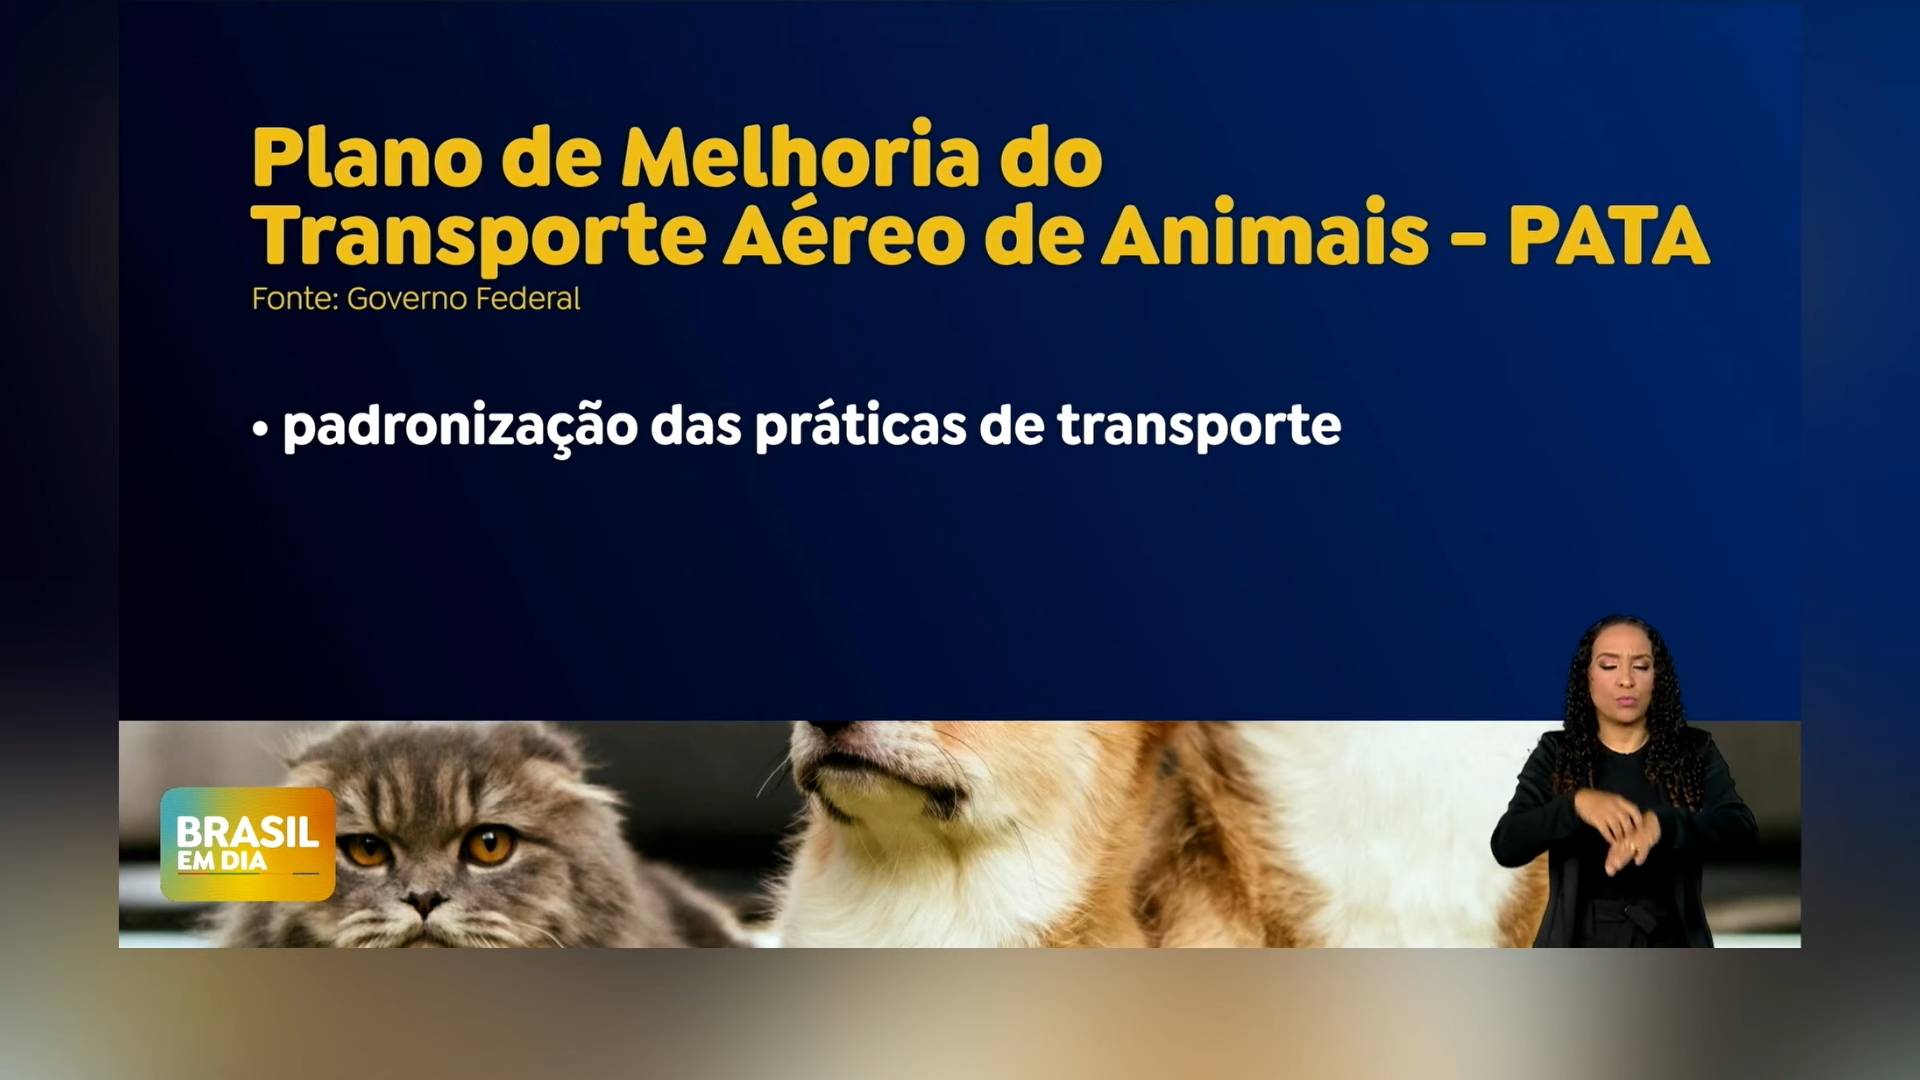 Plano de Melhoria do
Transporte Aéreo de Animais – PATA
Fonte: Governo Federal
• padronização das práticas de transporte
BRASIL
EM DIA